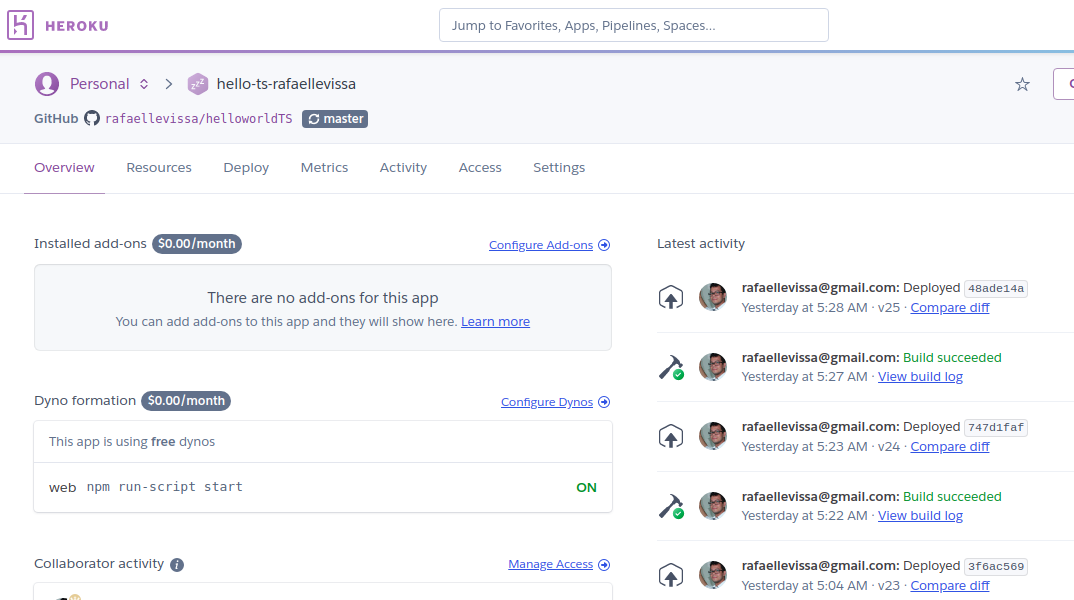 HEROKU
Jump to Favorites, Apps, Pipelines, Spaces...
Personal
hello-ts-rafaellevissa
GitHub rafaellevissa/helloworldTS master
Overview Resources Deploy Metrics Activity Access Settings
Installed add-ons $0.00/month Configure Add-ons
There are no add-ons for this app
You can add add-ons to this app and they will show here. Learn more
Dyno formation $0.00/month Configure Dynos
This app is using free dynos
web npm run-script start ON
Collaborator activity Manage Access
Latest activity
rafaellevissa@gmail.com: Deployed 48ade14a
Yesterday at 5:28 AM · v25 · Compare diff
rafaellevissa@gmail.com: Build succeeded
Yesterday at 5:27 AM · View build log
rafaellevissa@gmail.com: Deployed 747d1faf
Yesterday at 5:23 AM · v24 · Compare diff
rafaellevissa@gmail.com: Build succeeded
Yesterday at 5:22 AM · View build log
rafaellevissa@gmail.com: Deployed 3f6ac569
Yesterday at 5:04 AM · v23 · Compare diff